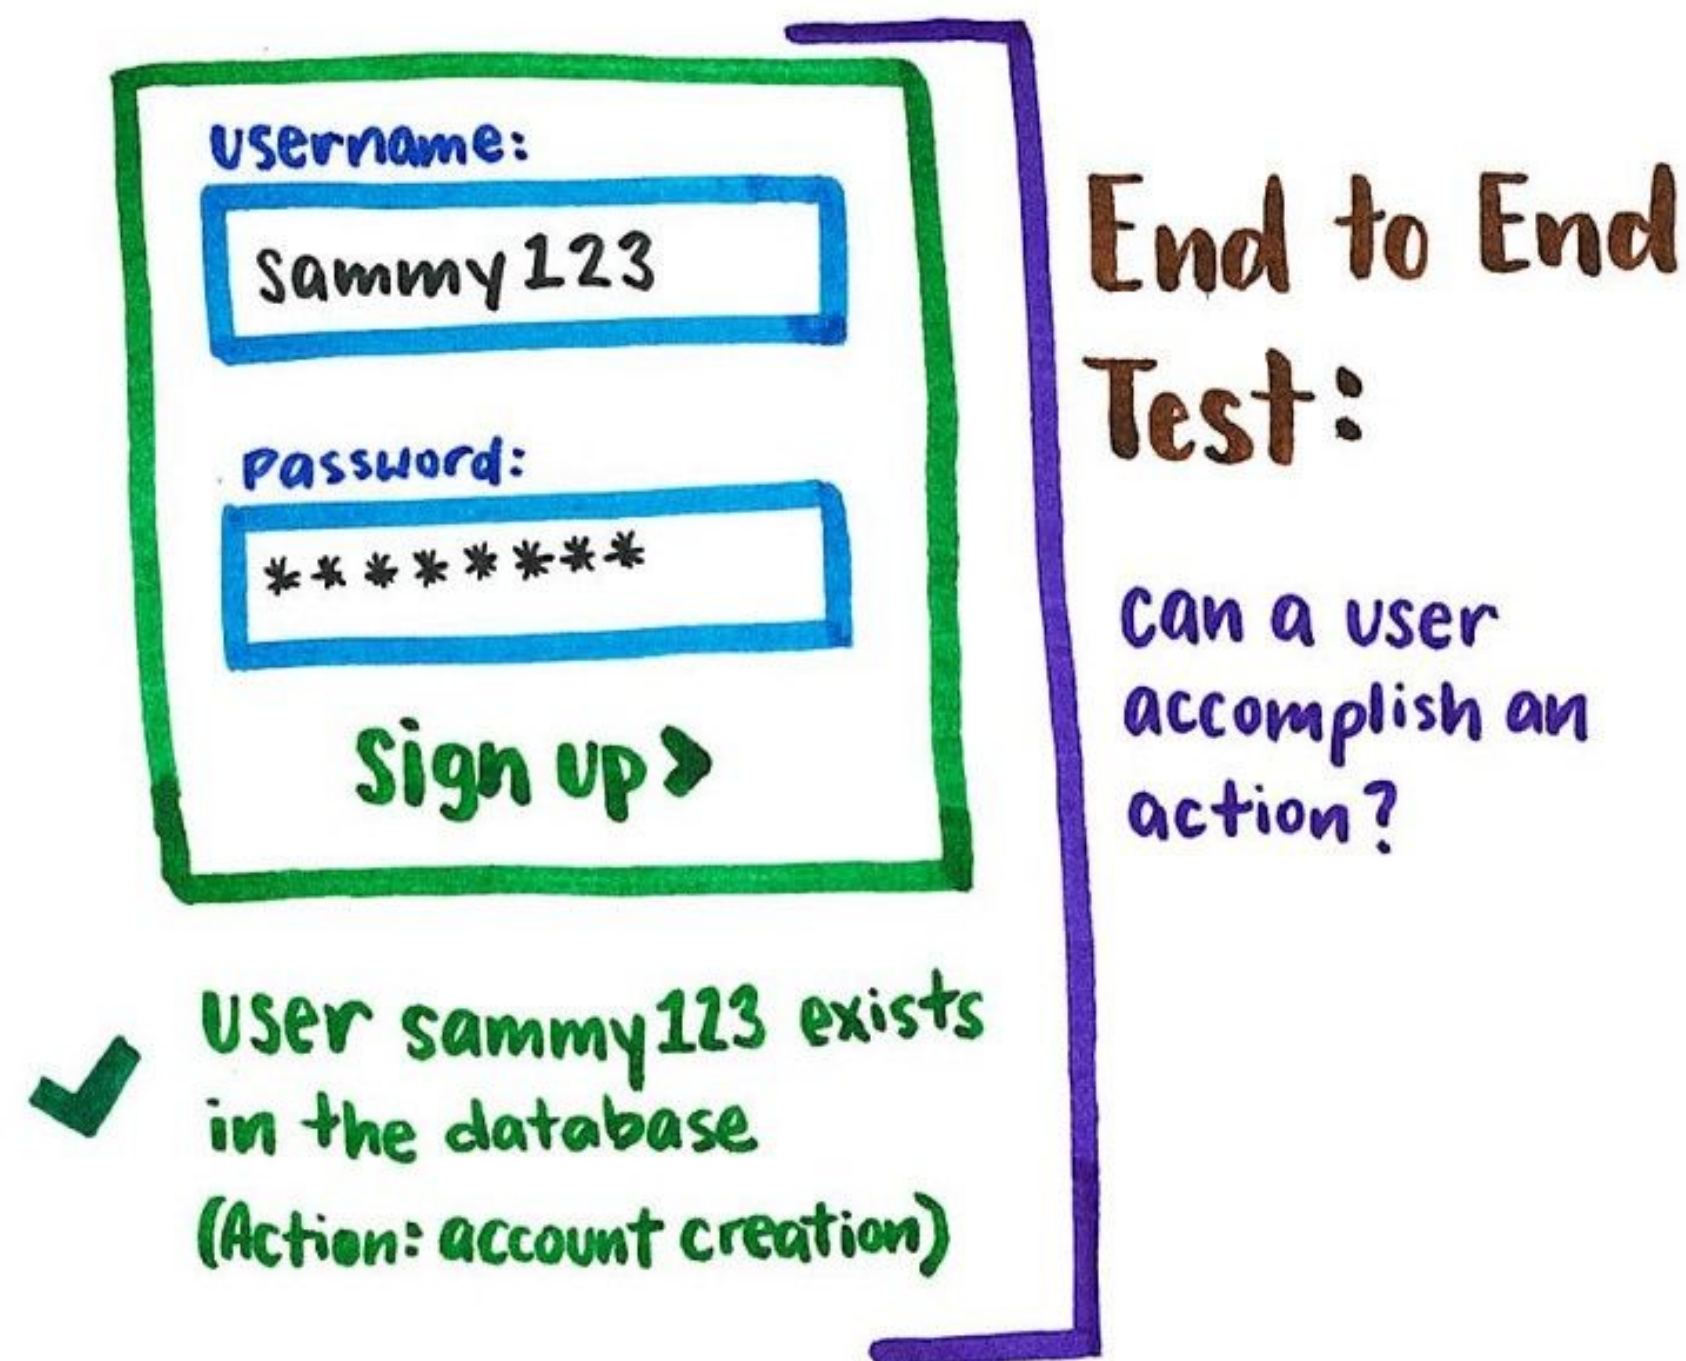 Username:
sammy123
Password:
********
Sign up >
User sammy123 exists
in the database
(Action: account creation)
End to End
Test:
can a user
accomplish an
action?